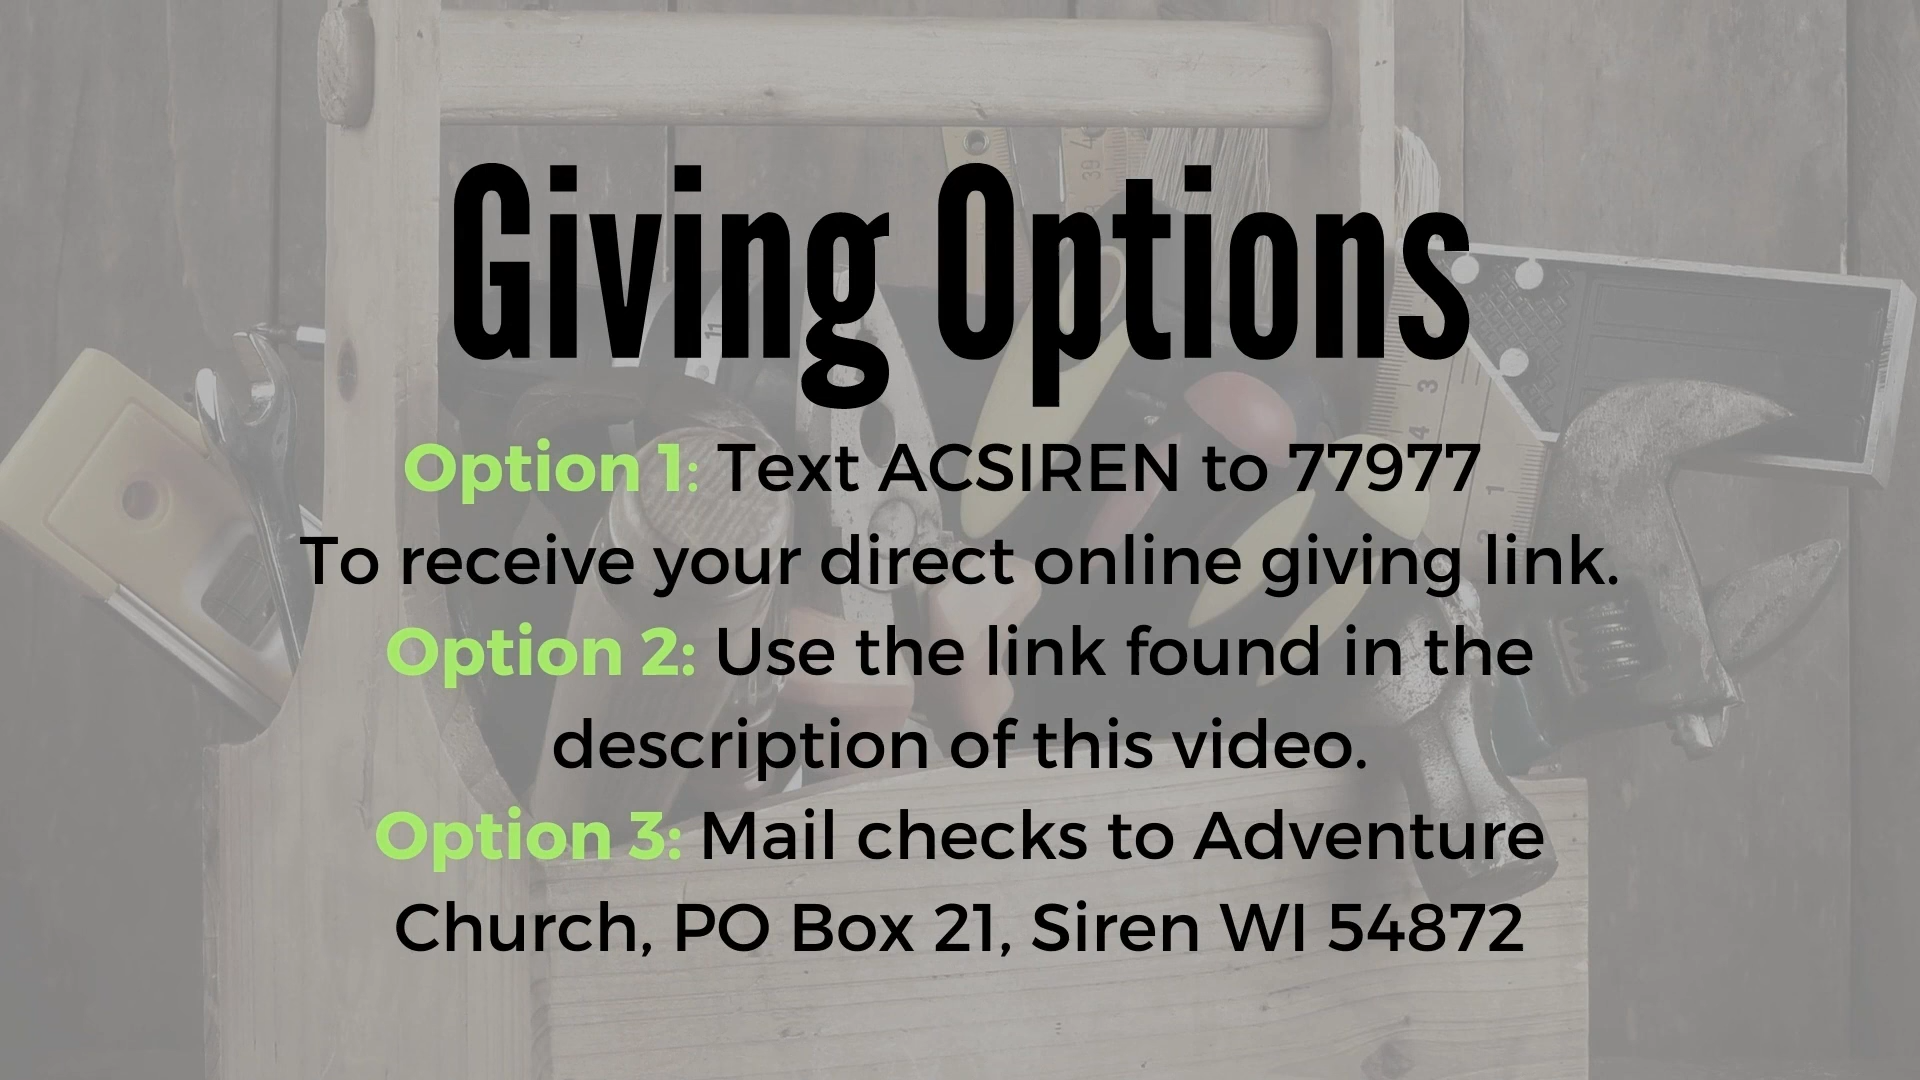 Giving Options
Option 1: Text ACSIREN to 77977
To receive your direct online giving link.
Option 2: Use the link found in the
description of this video.
Option 3: Mail checks to Adventure
Church, PO Box 21, Siren WI 54872